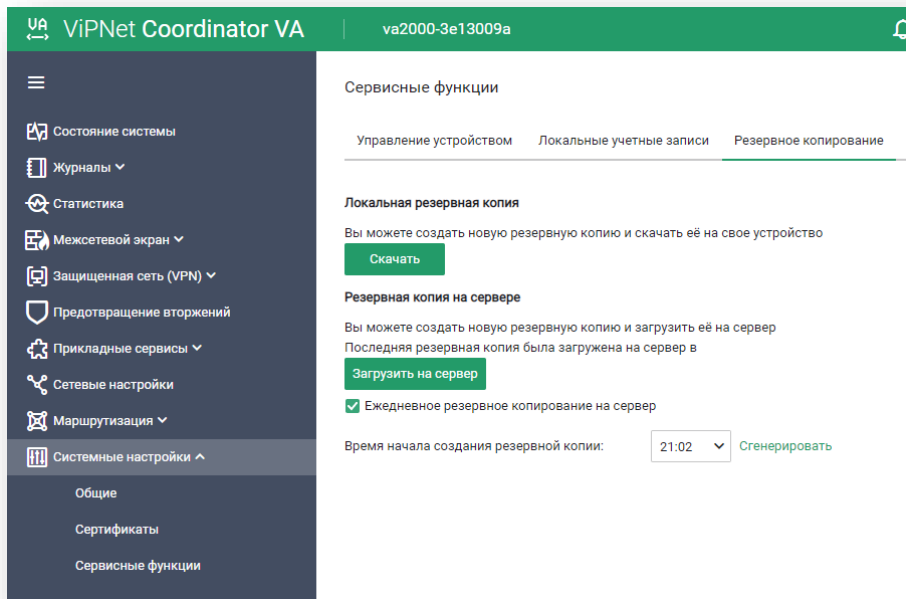 VA ViPNet Coordinator VA va2000-3e13009a
Сервисные функции
Управление устройством Локальные учетные записи Резервное копирование
Состояние системы
Журналы
Статистика
Межсетевой экран
Защищенная сеть (VPN)
Предотвращение вторжений
Прикладные сервисы
Сетевые настройки
Маршрутизация
Системные настройки
Общие
Сертификаты
Сервисные функции
Локальная резервная копия
Вы можете создать новую резервную копию и скачать её на свое устройство
Скачать
Резервная копия на сервере
Вы можете создать новую резервную копию и загрузить её на сервер
Последняя резервная копия была загружена на сервер в
Загрузить на сервер
Ежедневное резервное копирование на сервер
Время начала создания резервной копии: 21:02 Сгенерировать